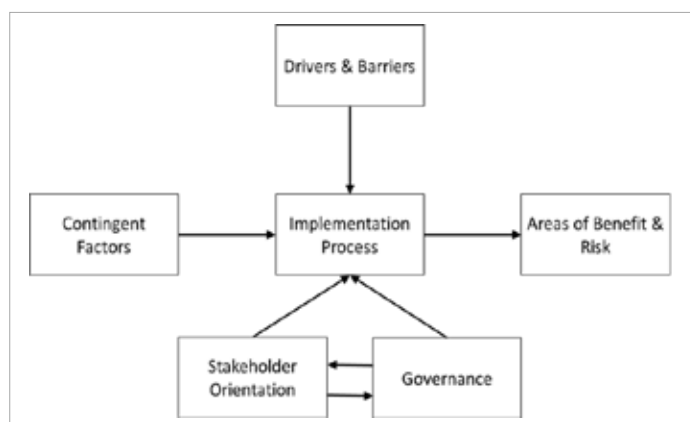 Drivers & Barriers
Contingent
Factors
Implementation
Process
Areas of Benefit &
Risk
Stakeholder
Orientation
Governance